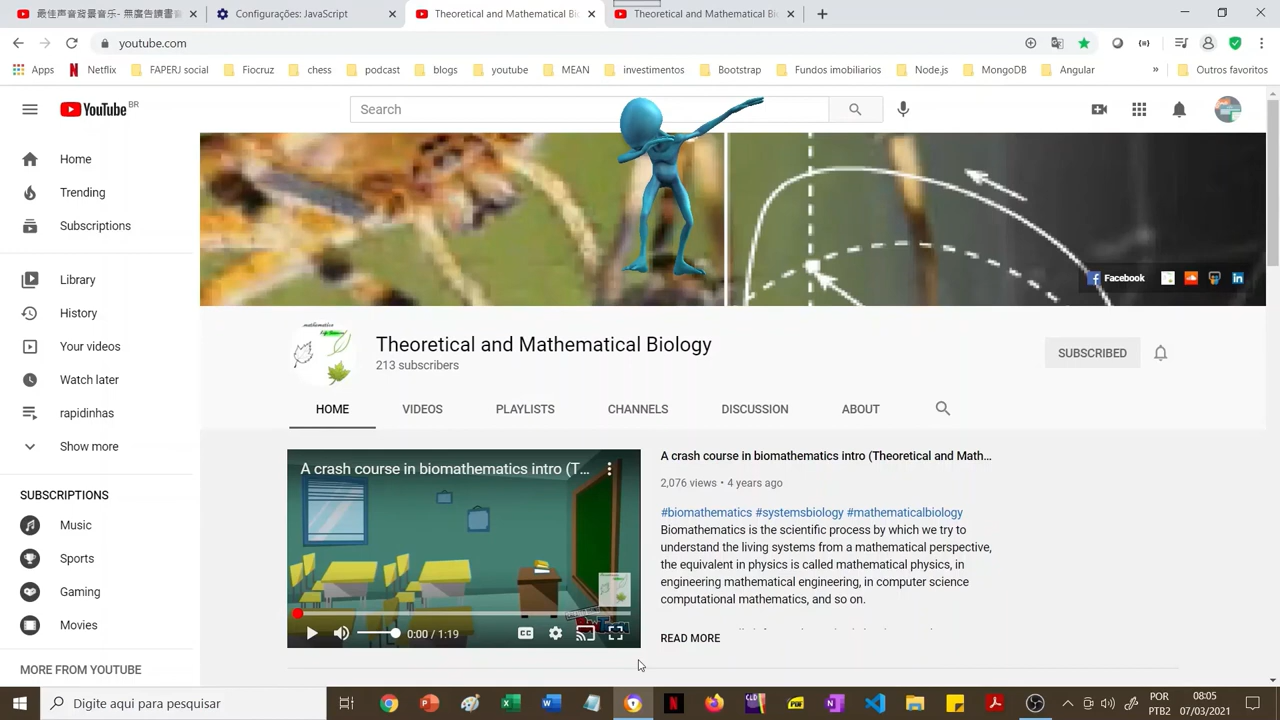 最佳声音背景音乐- 無廣告讀書音
Configurações: JavaScript
Theoretical and Mathematical Bi
Theoretical and Mathematical Bi
youtube.com
Apps
Netflix
FAPERJ social
Fiocruz
chess
podcast
blogs
youtube
MEAN
investimentos
Bootstrap
Fundos imobiliarios
Node.js
MongoDB
Angular
»
Outros favoritos
YouTube BR
Search
Home
Trending
Subscriptions
Library
History
Your videos
Watch later
rapidinhas
Show more
SUBSCRIPTIONS
Music
Sports
Gaming
Movies
MORE FROM YOUTUBE
Facebook
Theoretical and Mathematical Biology
213 subscribers
SUBSCRIBED
HOME
VIDEOS
PLAYLISTS
CHANNELS
DISCUSSION
ABOUT
A crash course in biomathematics intro (T...
0:00 / 1:19
A crash course in biomathematics intro (Theoretical and Math...
2,076 views • 4 years ago
#biomathematics #systemsbiology #mathematicalbiology
Biomathematics is the scientific process by which we try to
understand the living systems from a mathematical perspective,
the equivalent in physics is called mathematical physics, in
engineering mathematical engineering, in computer science
computational mathematics, and so on.
READ MORE
Digite aqui para pesquisar
POR
PTB2
08:05
07/03/2021